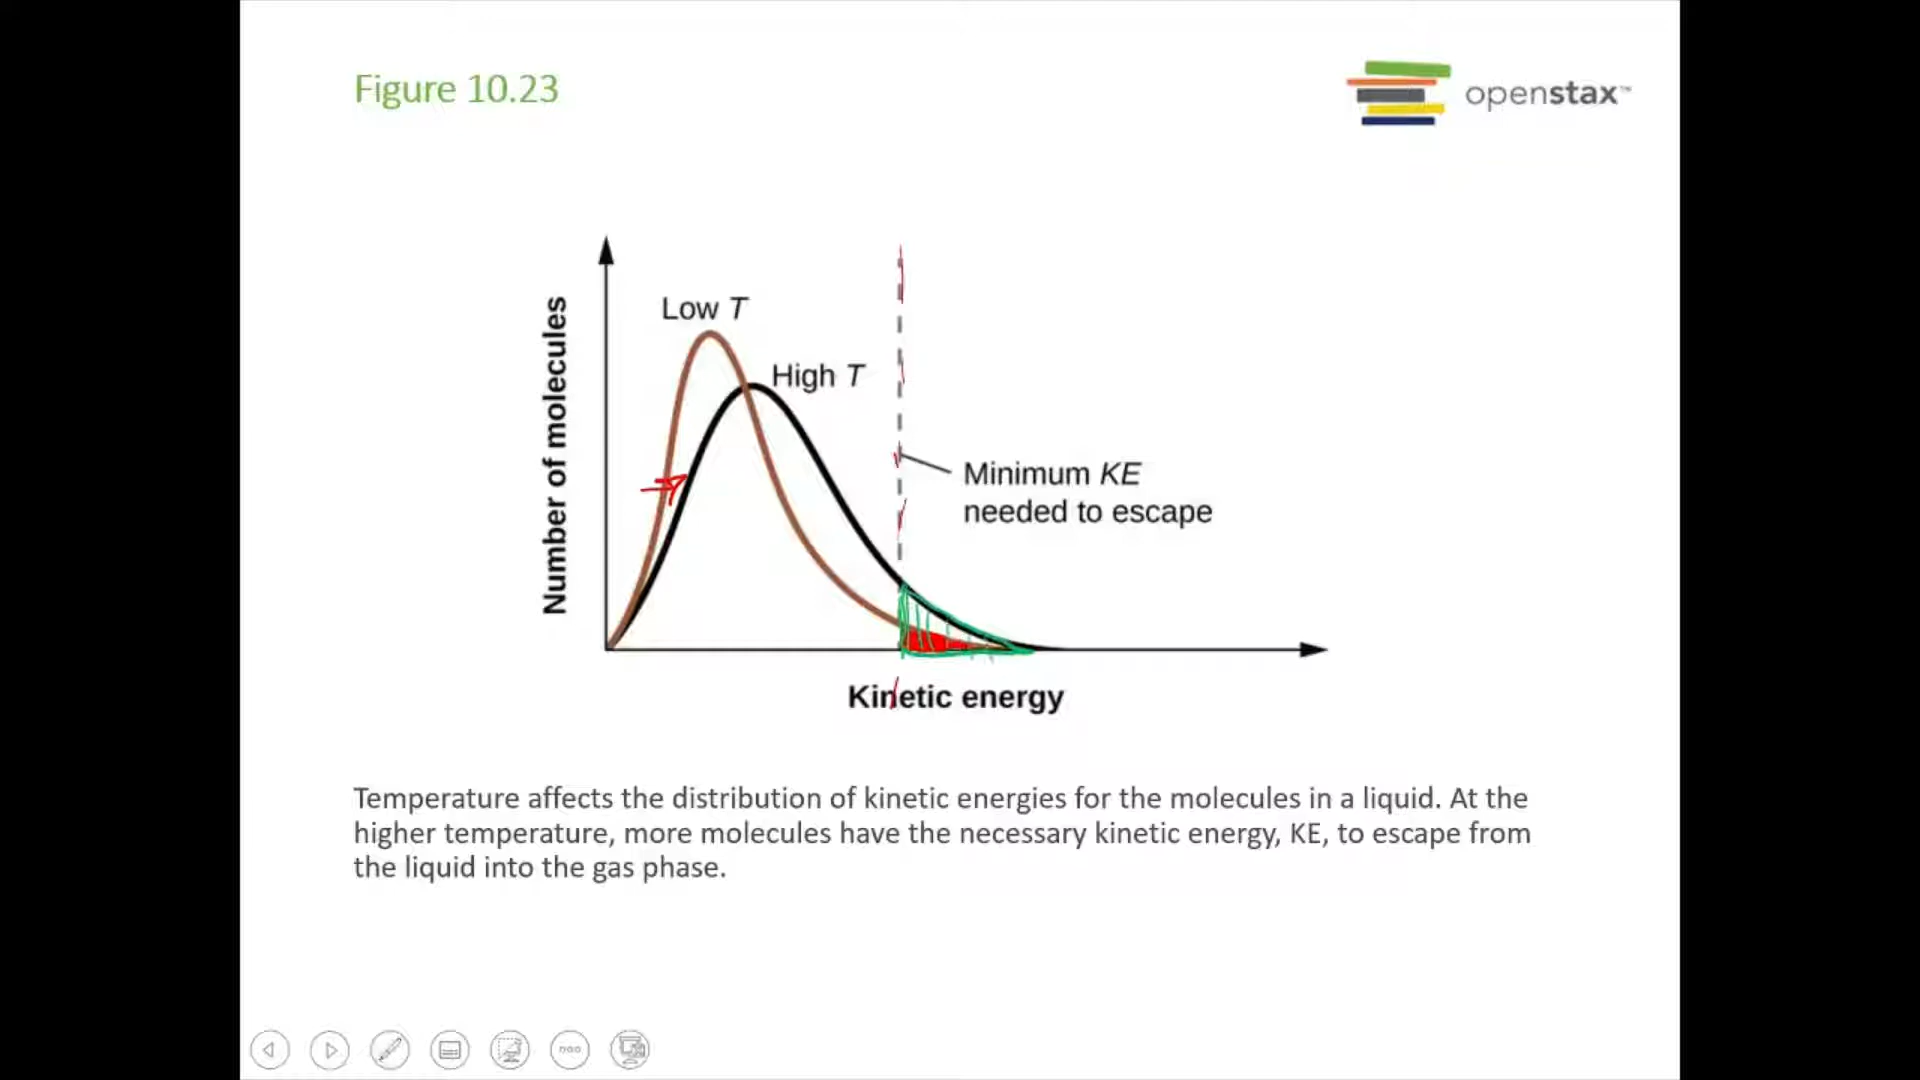 Figure 10.23
openstax™
Low T
High T
Number of molecules
Minimum KE
needed to escape
Kinetic energy
Temperature affects the distribution of kinetic energies for the molecules in a liquid. At the
higher temperature, more molecules have the necessary kinetic energy, KE, to escape from
the liquid into the gas phase.